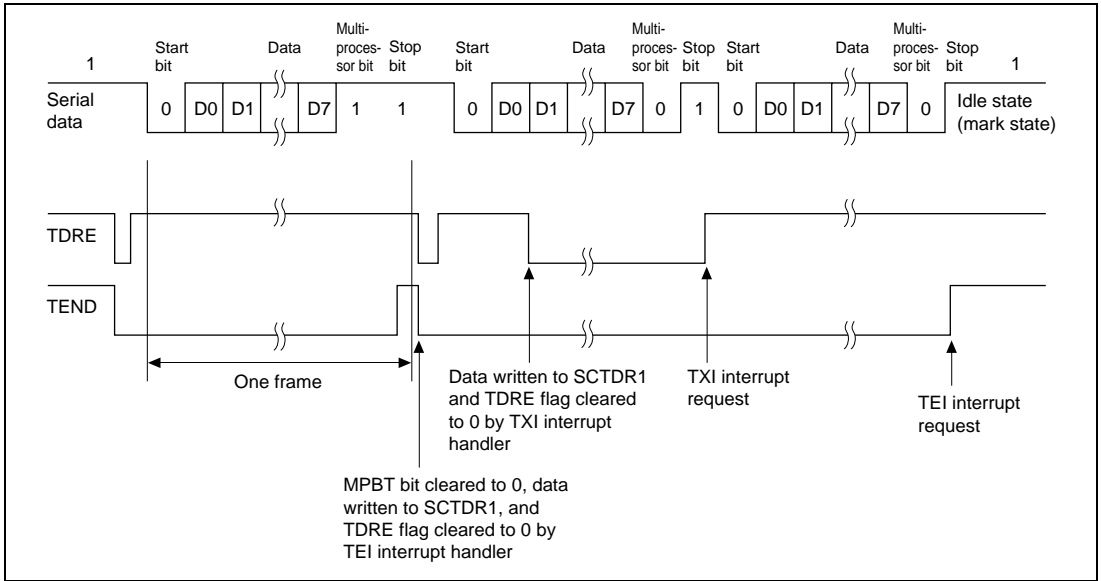 1
Start bit
Data
Multi-
proces-
sor bit
Stop bit
Start bit
Data
Multi-
proces-
sor bit
Stop bit
Start bit
Data
Multi-
proces-
sor bit
Stop bit
1
Serial data
0 D0 D1 D7 1 1 0 D0 D1 D7 0 1 0 D0 D1 D7 0
Idle state
(mark state)
TDRE
TEND
One frame
Data written to SCTDR1
and TDRE flag cleared
to 0 by TXI interrupt
handler
TXI interrupt
request
TEI interrupt
request
MPBT bit cleared to 0, data
written to SCTDR1, and
TDRE flag cleared to 0 by
TEI interrupt handler